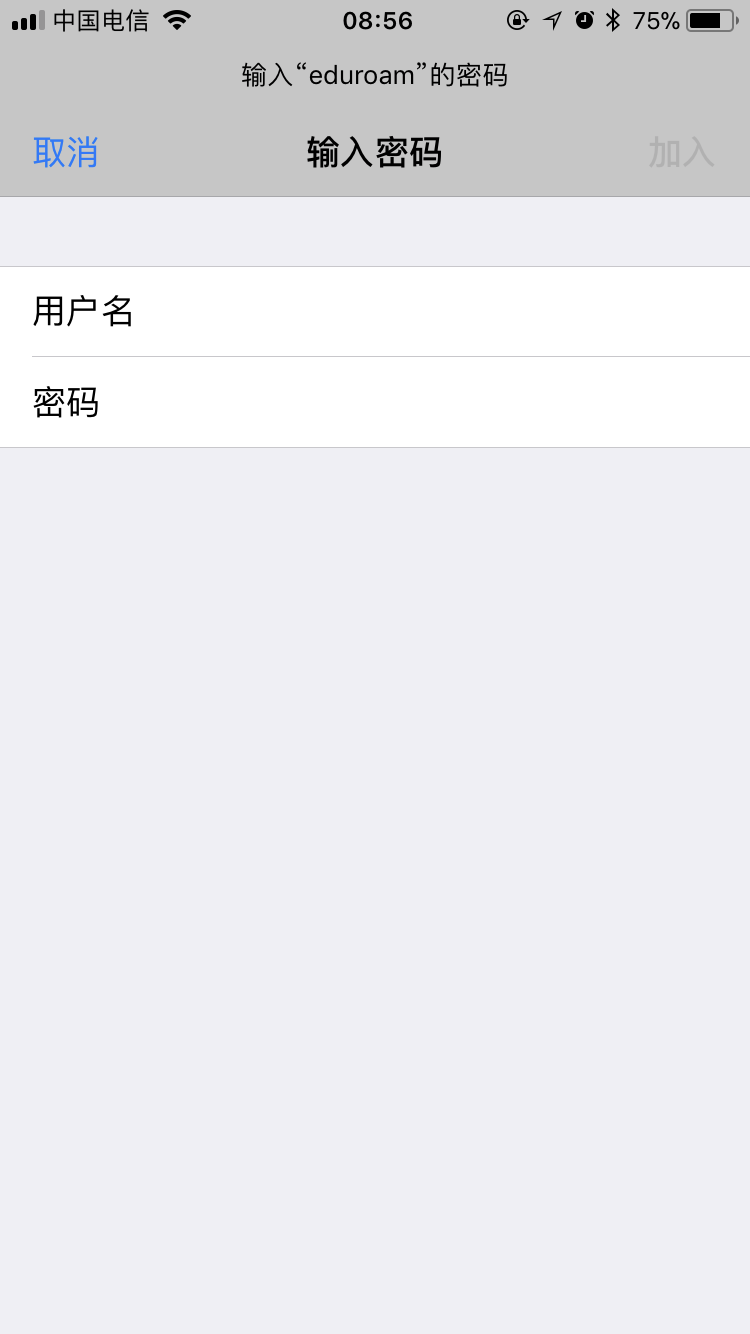 中国电信 08:56 75%
输入“eduroam”的密码
取消 输入密码 加入
用户名
密码